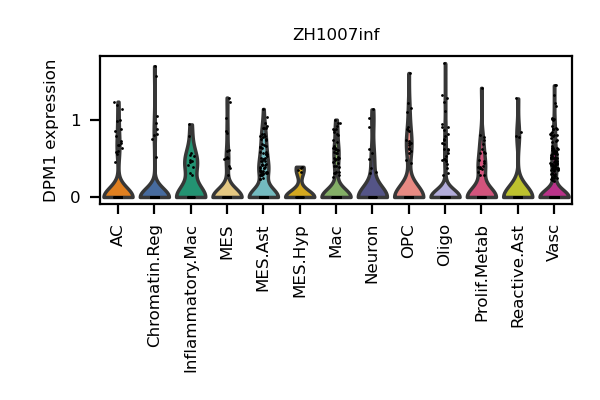 ZH1007inf
DPM1 expression
1
0
AC
Chromatin.Reg
Inflammatory.Mac
MES
MES.Ast
MES.Hyp
Mac
Neuron
OPC
Oligo
Prolif.Metab
Reactive.Ast
Vasc